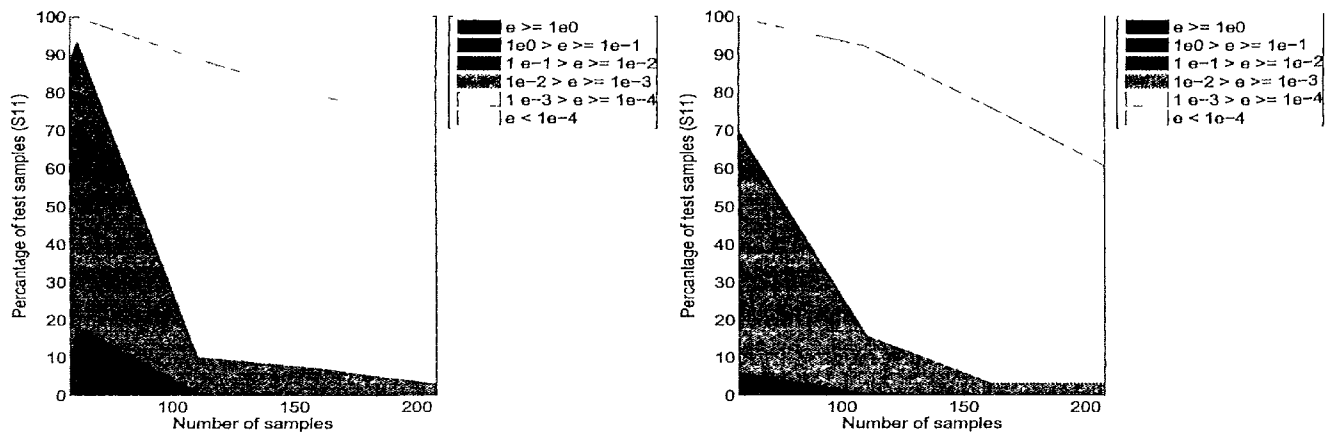 100
90
80
70
60
50
40
30
20
10
0
Percantage of test samples (S11)
100
150
200
Number of samples
e >= 1e0
1e0 > e >= 1e-1
1 e-1 > e >= 1e-2
1e-2 > e >= 1e-3
1 e-3 > e >= 1e-4
e < 1e-4
100
90
80
70
60
50
40
30
20
10
0
Percantage of test samples (S11)
100
150
200
Number of samples
e >= 1e0
1e0 > e >= 1e-1
1 e-1 > e >= 1e-2
1e-2 > e >= 1e-3
1 e-3 > e >= 1e-4
e < 1e-4